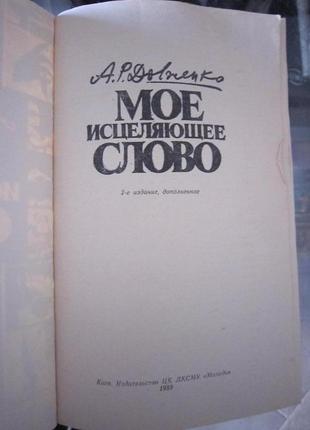 А.Р. Довженко
МОЕ
ИСЦЕЛЯЮЩЕЕ
СЛОВО
2-е издание, дополненное
Киев. Издательство ЦК ЛКСМУ «Молодь»
1989